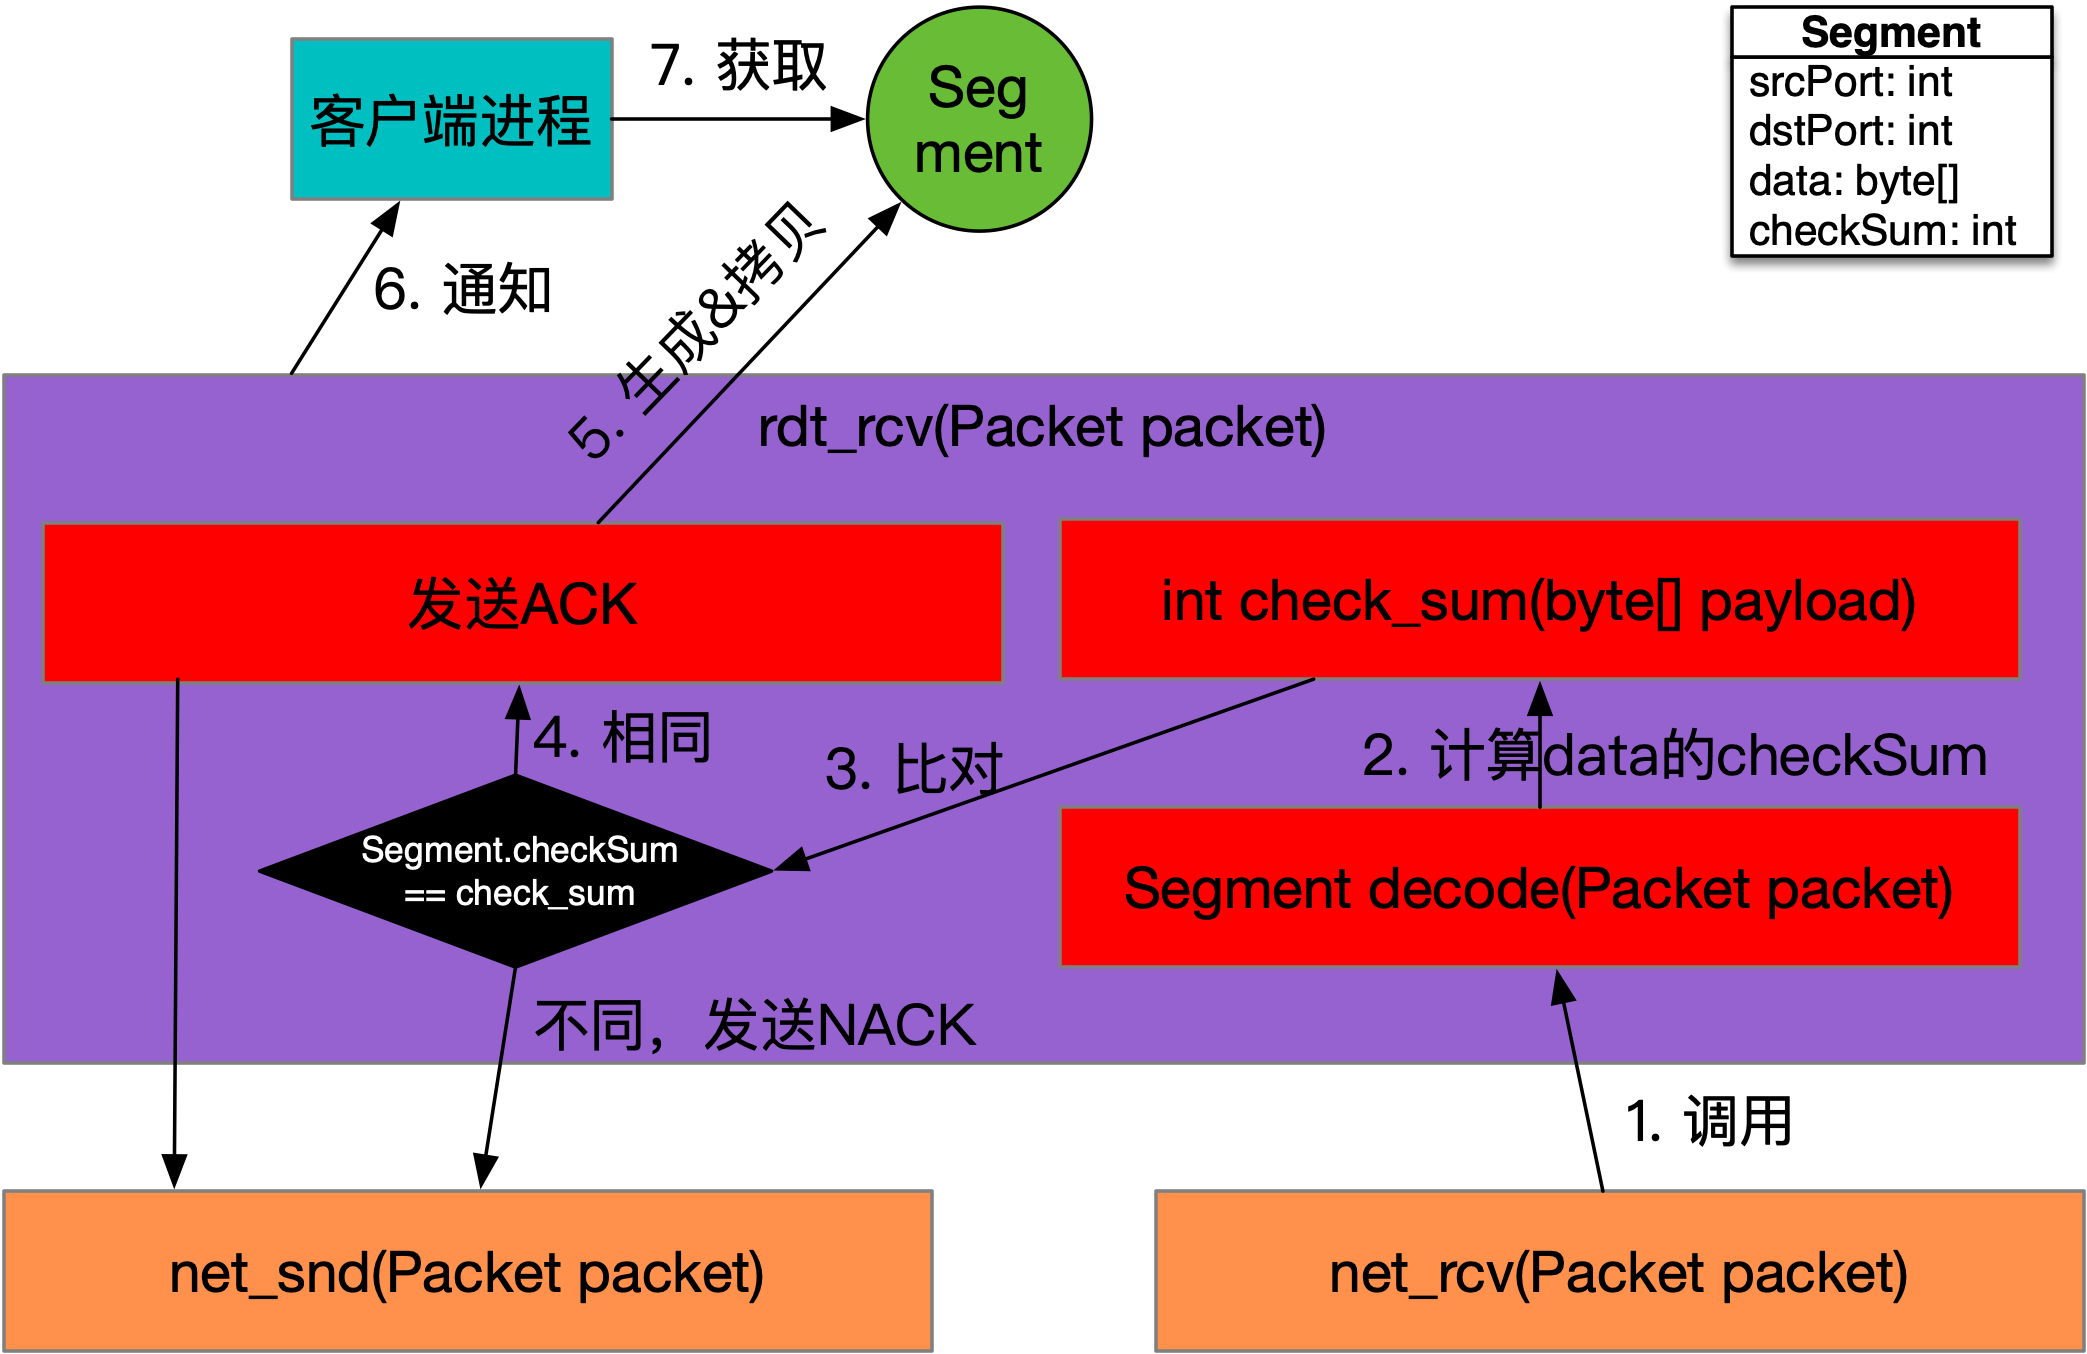 客户端进程
7. 获取
Seg
ment
Segment
srcPort: int
dstPort: int
data: byte[]
checkSum: int
6. 通知
5. 生成&拷贝
rdt_rcv(Packet packet)
发送ACK
int check_sum(byte[] payload)
4. 相同
3. 比对
2. 计算data的checkSum
Segment.checkSum
== check_sum
Segment decode(Packet packet)
不同，发送NACK
1. 调用
net_snd(Packet packet)
net_rcv(Packet packet)